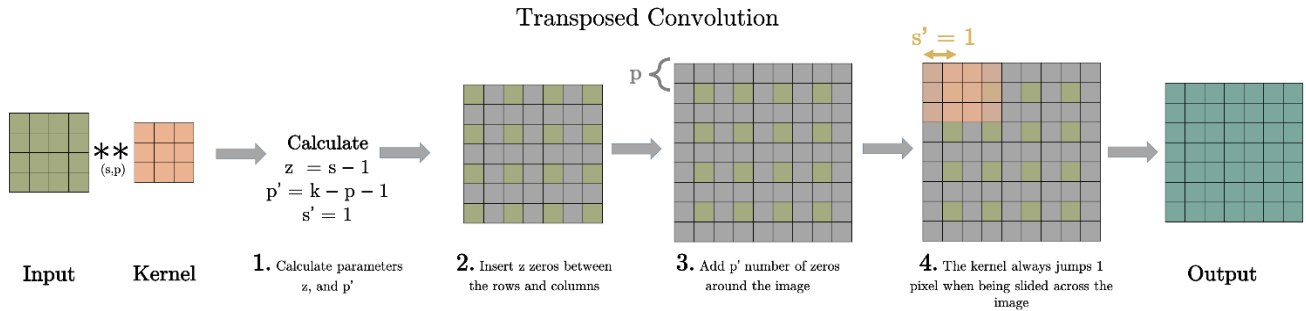 Transposed Convolution
s' = 1
p
**
(s,p)
Calculate
z = s − 1
p' = k − p − 1
s' = 1
Input
Kernel
1. Calculate parameters
z, and p'
2. Insert z zeros between
the rows and columns
3. Add p' number of zeros
around the image
4. The kernel always jumps 1
pixel when being slided across the
image
Output